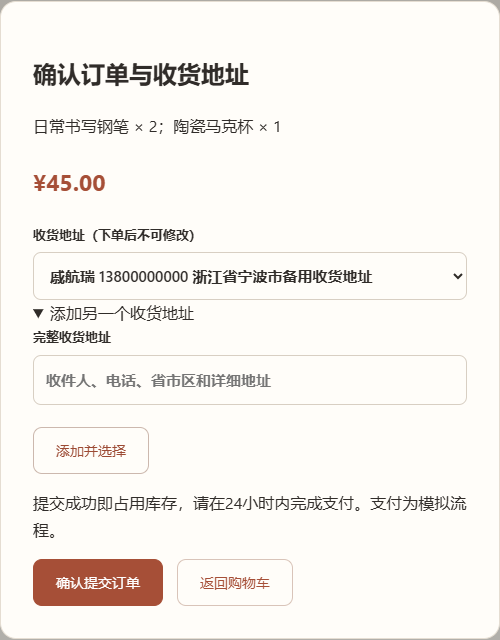 确认订单与收货地址
日常书写钢笔 × 2；陶瓷马克杯 × 1
¥45.00
收货地址（下单后不可修改）
戚航瑞 13800000000 浙江省宁波市备用收货地址
▼ 添加另一个收货地址
完整收货地址
收件人、电话、省市区和详细地址
添加并选择
提交成功即占用库存，请在24小时内完成支付。支付为模拟流
程。
确认提交订单 返回购物车